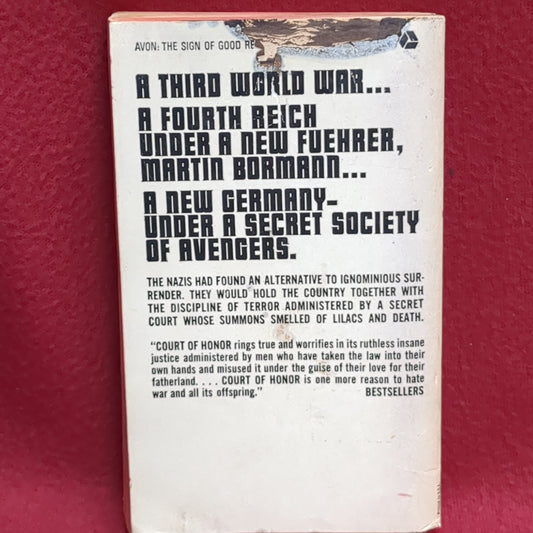 AVON: THE SIGN OF GOOD
A THIRD WORLD WAR...
A FOURTH REICH
UNDER A NEW FUEHRER,
MARTIN BORMANN...
A NEW GERMANY–
UNDER A SECRET SOCIETY
OF AVENGERS.
THE NAZIS HAD FOUND AN ALTERNATIVE TO IGNOMINIOUS SUR-
RENDER. THEY WOULD HOLD THE COUNTRY TOGETHER WITH
THE DISCIPLINE OF TERROR ADMINISTERED BY A SECRET
COURT WHOSE SUMMONS SMELLED OF LILACS AND DEATH.
"COURT OF HONOR rings true and worrifies in its ruthless insane
justice administered by men who have taken the law into their
own hands and misused it under the guise of their love for their
fatherland. . . . COURT OF HONOR is one more reason to hate
war and all its offspring." BESTSELLERS